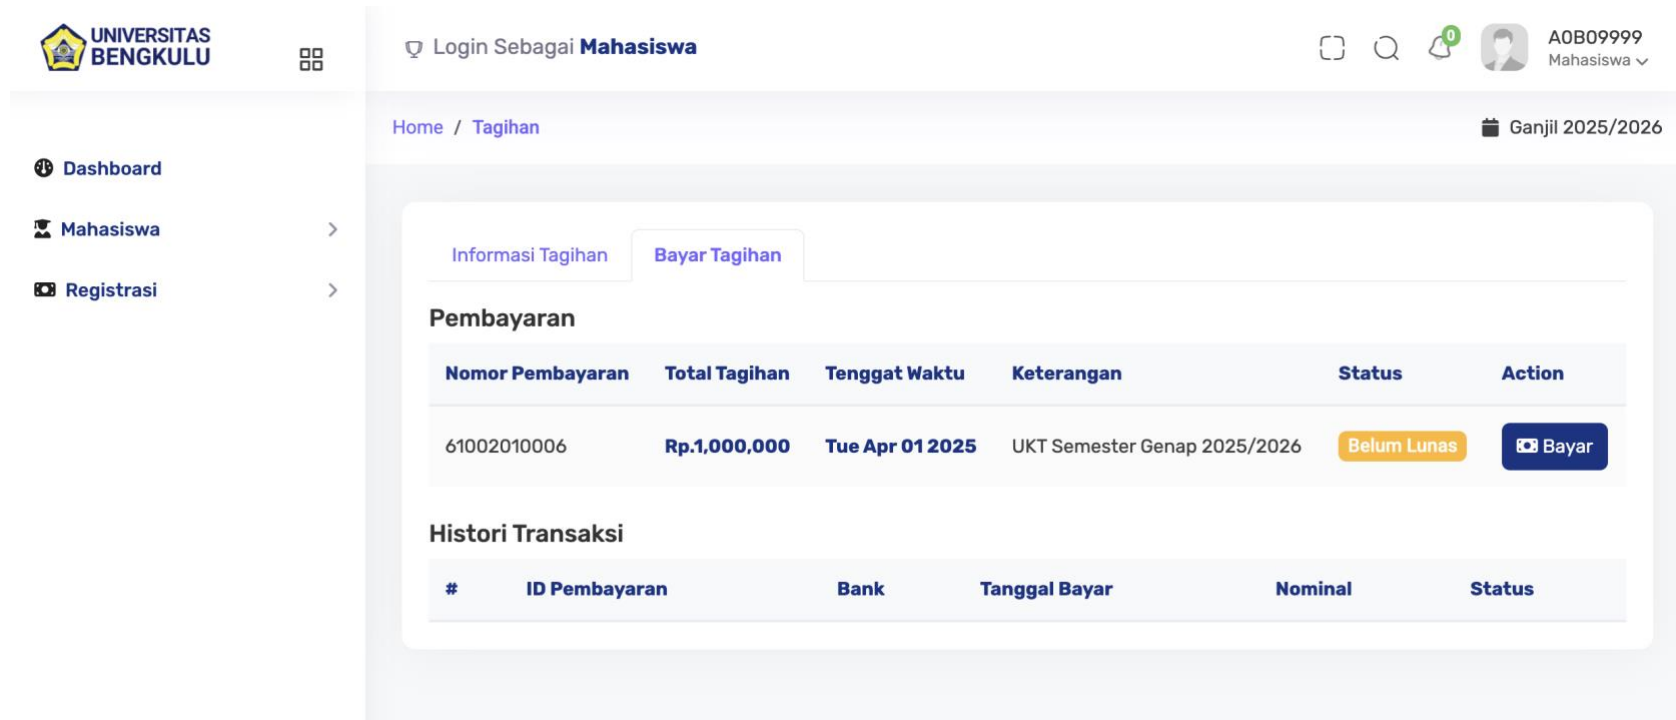 UNIVERSITAS
BENGKULU
Login Sebagai Mahasiswa
0
A0B09999
Mahasiswa
Home / Tagihan
Ganjil 2025/2026
Dashboard
Mahasiswa
Registrasi
Informasi Tagihan Bayar Tagihan
Pembayaran
Nomor Pembayaran Total Tagihan Tenggat Waktu Keterangan Status Action
61002010006 Rp.1,000,000 Tue Apr 01 2025 UKT Semester Genap 2025/2026 Belum Lunas Bayar
Histori Transaksi
# ID Pembayaran Bank Tanggal Bayar Nominal Status